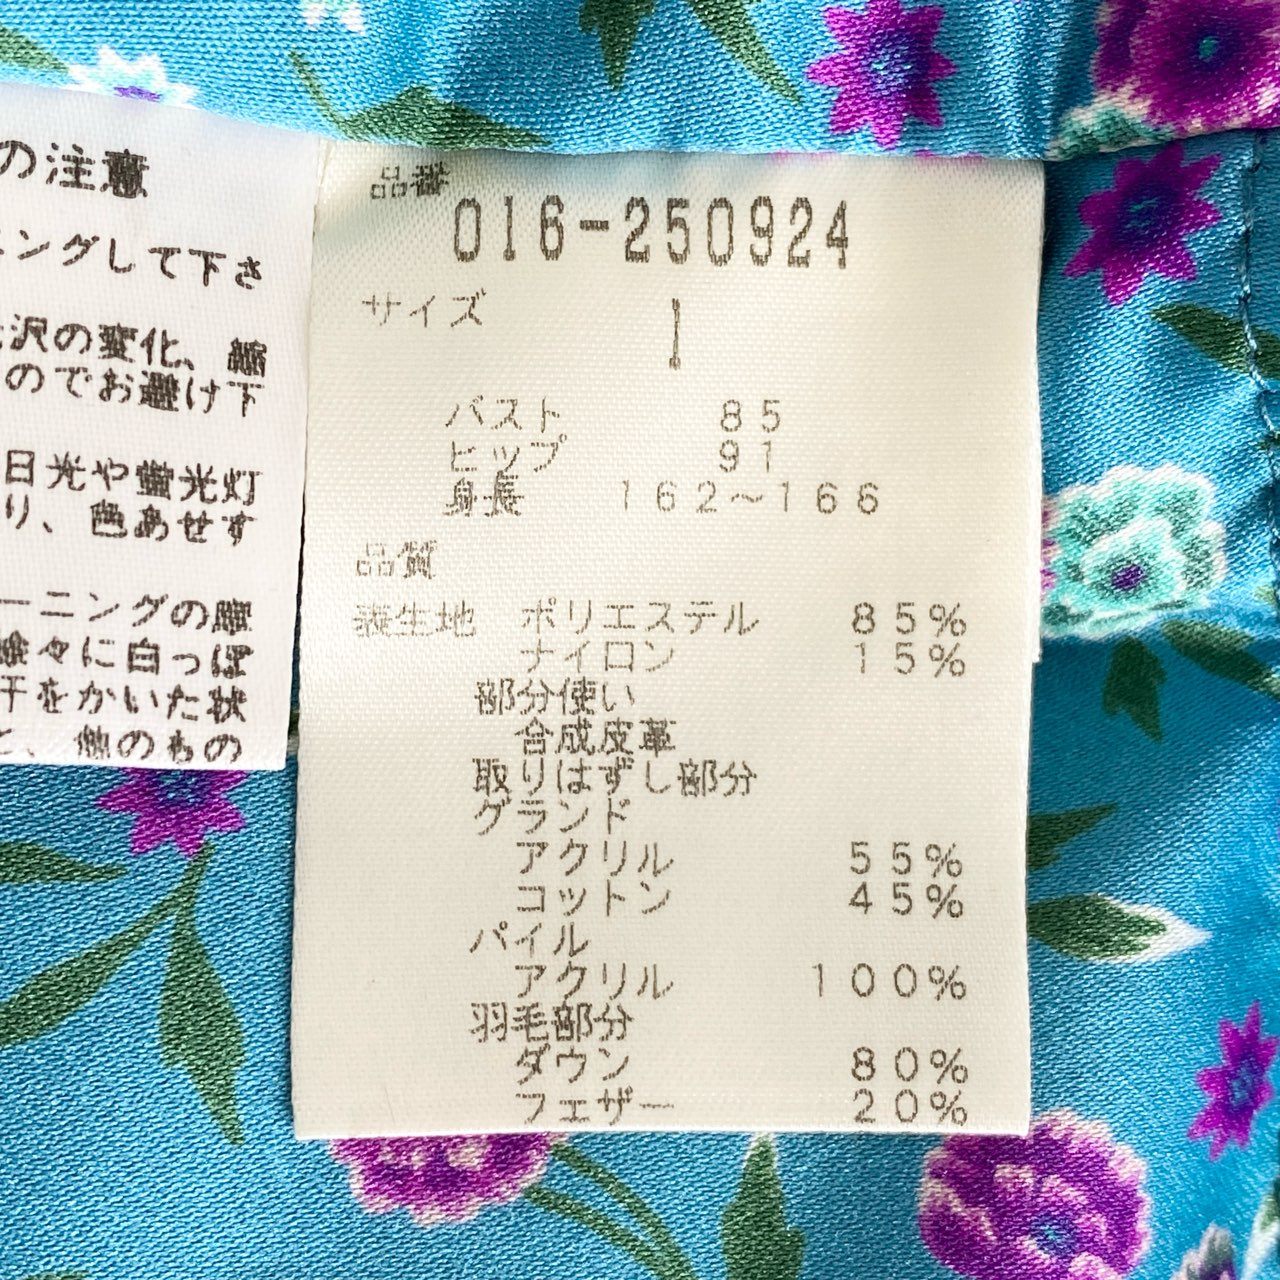 の注意
ニングして下さ
沢の変化、縮
のでお避け下
日光や蛍光灯
り、色あせす
ーニングの際
徐々に白っぽ
干をかいた状
と、他のもの
品番
016-250924
サイズ
1
バスト 85
ヒップ 91
身長 162〜166
品質
表生地 ポリエステル 85%
ナイロン 15%
部分使い
合成皮革
取りはずし部分
グランド
アクリル 55%
コットン 45%
パイル
アクリル 100%
羽毛部分
ダウン 80%
フェザー 20%